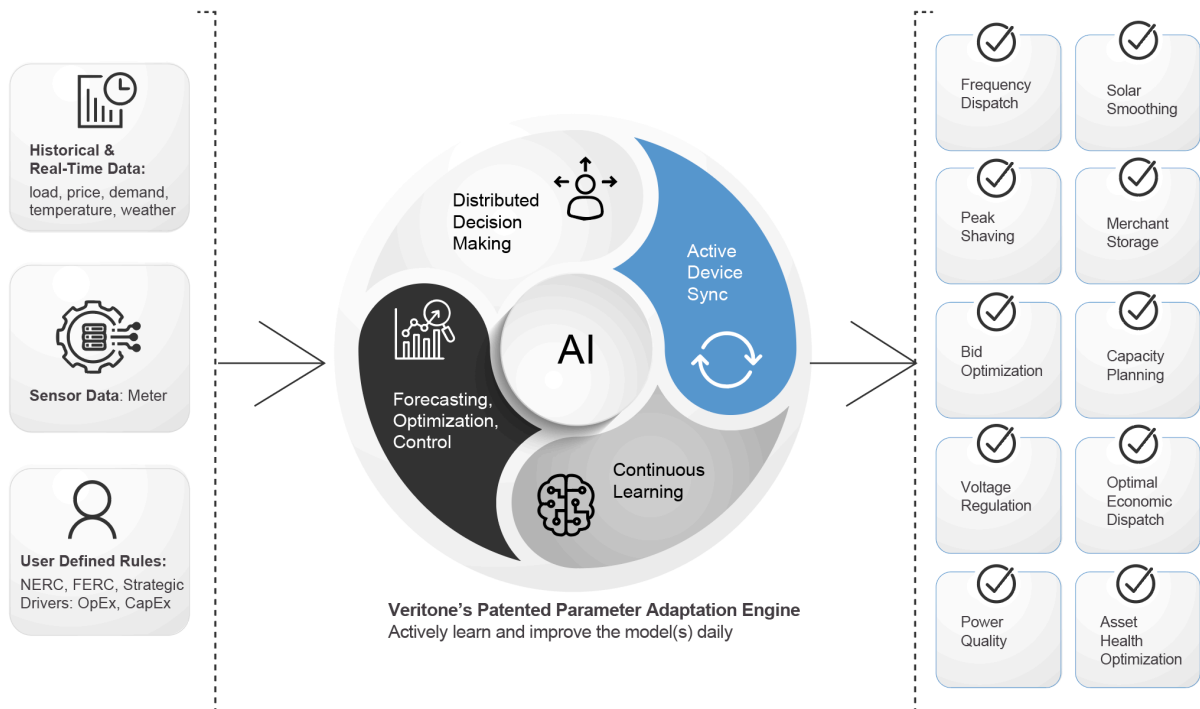 Historical &
Real-Time Data:
load, price, demand,
temperature, weather
Sensor Data: Meter
User Defined Rules:
NERC, FERC, Strategic
Drivers: OpEx, CapEx
Distributed
Decision
Making
Active
Device
Sync
AI
Forecasting,
Optimization,
Control
Continuous
Learning
Veritone's Patented Parameter Adaptation Engine
Actively learn and improve the model(s) daily
Frequency
Dispatch
Solar
Smoothing
Peak
Shaving
Merchant
Storage
Bid
Optimization
Capacity
Planning
Voltage
Regulation
Optimal
Economic
Dispatch
Power
Quality
Asset
Health
Optimization